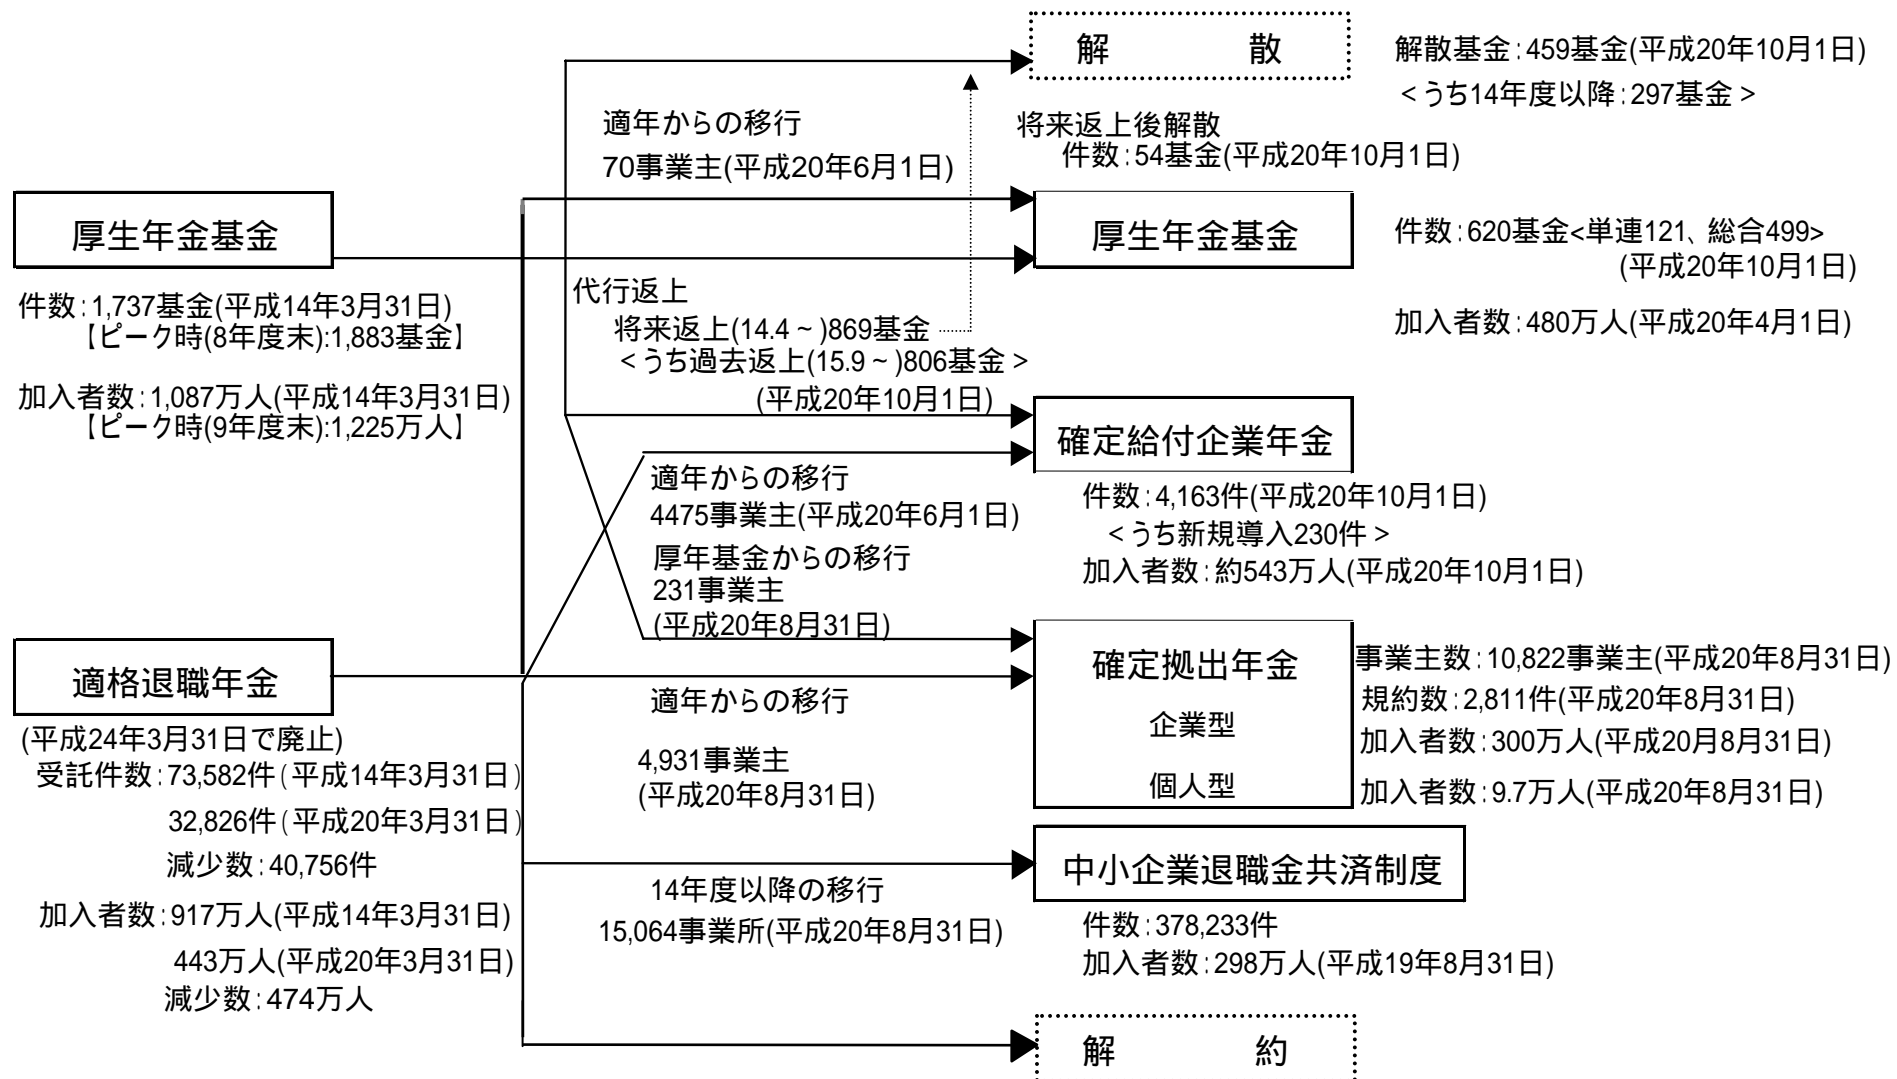 解　　　　散
解散基金:459基金(平成20年10月1日)
<うち14年度以降:297基金>
適年からの移行
70事業主(平成20年6月1日)
将来返上後解散
件数:54基金(平成20年10月1日)
厚生年金基金
件数:1,737基金(平成14年3月31日)
【ピーク時(8年度末):1,883基金】
加入者数:1,087万人(平成14年3月31日)
【ピーク時(9年度末):1,225万人】
厚生年金基金
件数:620基金<単連121、総合499>
(平成20年10月1日)
加入者数:480万人(平成20年4月1日)
代行返上
将来返上(14.4～)869基金
<うち過去返上(15.9～)806基金>
(平成20年10月1日)
確定給付企業年金
件数:4,163件(平成20年10月1日)
<うち新規導入230件>
加入者数:約543万人(平成20年10月1日)
適年からの移行
4475事業主(平成20年6月1日)
厚年基金からの移行
231事業主
(平成20年8月31日)
適格退職年金
(平成24年3月31日で廃止)
受託件数:73,582件(平成14年3月31日)
32,826件(平成20年3月31日)
減少数:40,756件
加入者数:917万人(平成14年3月31日)
443万人(平成20年3月31日)
減少数:474万人
適年からの移行
4,931事業主
(平成20年8月31日)
確定拠出年金
企業型
個人型
事業主数:10,822事業主(平成20年8月31日)
規約数:2,811件(平成20年8月31日)
加入者数:300万人(平成20月8月31日)
加入者数:9.7万人(平成20年8月31日)
14年度以降の移行
15,064事業所(平成20年8月31日)
中小企業退職金共済制度
件数:378,233件
加入者数:298万人(平成19年8月31日)
解　　　　約